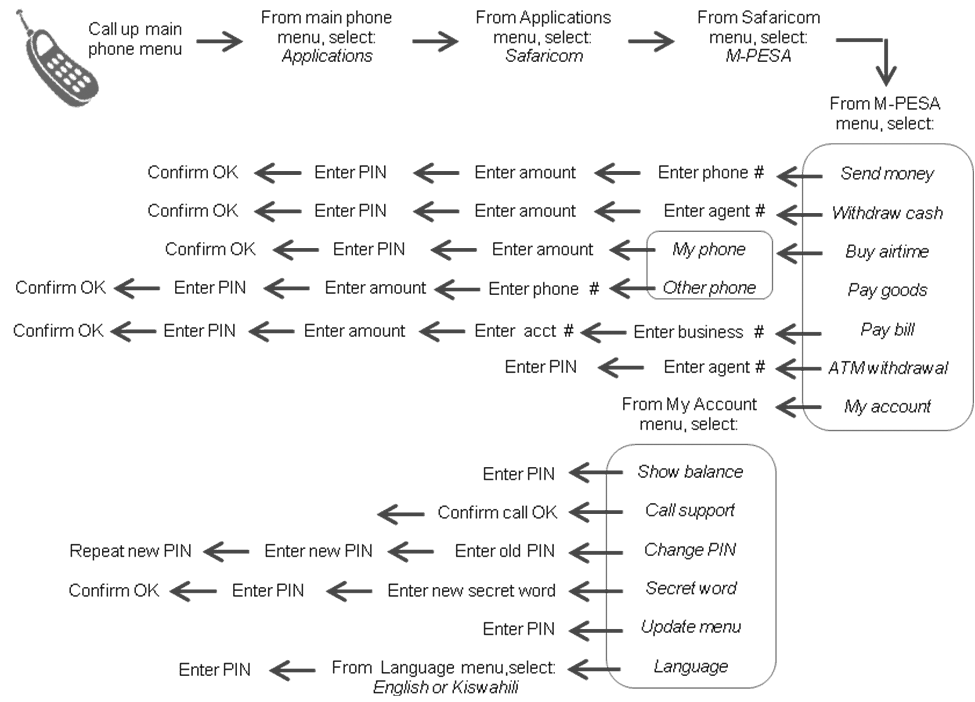 Call up main
phone menu
From main phone
menu, select:
Applications
From Applications
menu, select:
Safaricom
From Safaricom
menu, select:
M-PESA
From M-PESA
menu, select:
Confirm OK Enter PIN Enter amount Enter phone # Send money
Confirm OK Enter PIN Enter amount Enter agent # Withdraw cash
Confirm OK Enter PIN Enter amount My phone Buy airtime
Confirm OK Enter PIN Enter amount Enter phone # Other phone Pay goods
Confirm OK Enter PIN Enter amount Enter acct # Enter business # Pay bill
Enter PIN Enter agent # ATM withdrawal
From My Account
menu, select:
My account
Enter PIN Show balance
Confirm call OK Call support
Repeat new PIN Enter new PIN Enter old PIN Change PIN
Confirm OK Enter PIN Enter new secret word Secret word
Enter PIN Update menu
Enter PIN From Language menu,select: Language
English or Kiswahili